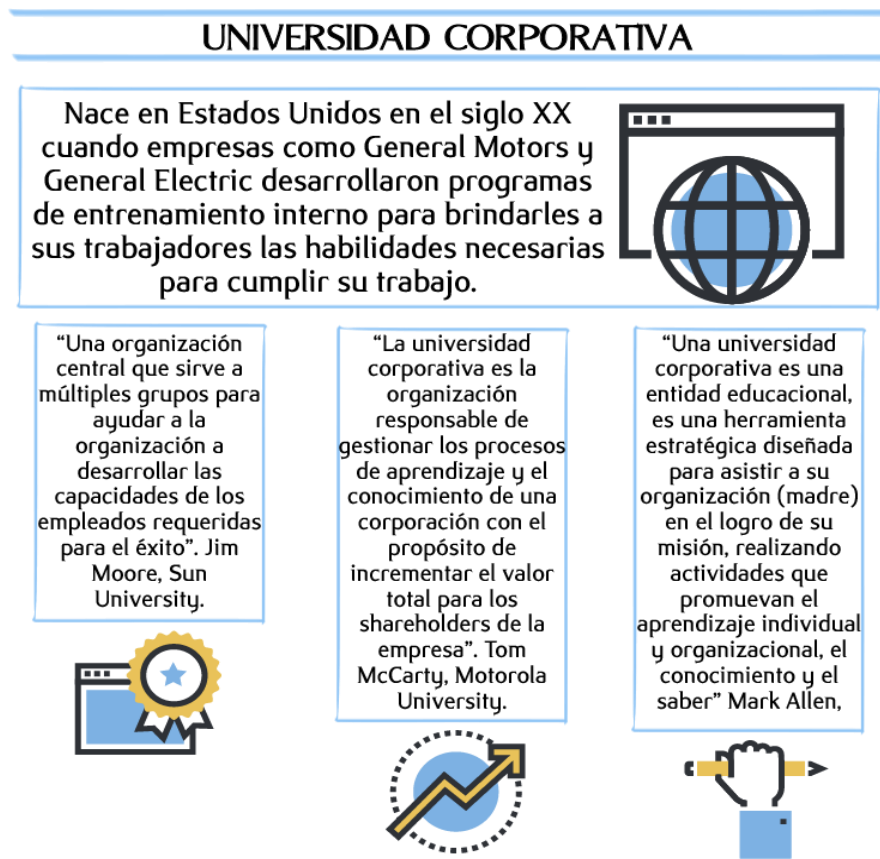 UNIVERSIDAD CORPORATIVA
Nace en Estados Unidos en el siglo XX
cuando empresas como General Motors y
General Electric desarrollaron programas
de entrenamiento interno para brindarles a
sus trabajadores las habilidades necesarias
para cumplir su trabajo.
“Una organización
central que sirve a
múltiples grupos para
ayudar a la
organización a
desarrollar las
capacidades de los
empleados requeridas
para el éxito”. Jim
Moore, Sun
University.
“La universidad
corporativa es la
organización
responsable de
gestionar los procesos
de aprendizaje y el
conocimiento de una
corporación con el
propósito de
incrementar el valor
total para los
shareholders de la
empresa”. Tom
McCarty, Motorola
University.
“Una universidad
corporativa es una
entidad educacional,
es una herramienta
estratégica diseñada
para asistir a su
organización (madre)
en el logro de su
misión, realizando
actividades que
promuevan el
aprendizaje individual
y organizacional, el
conocimiento y el
saber” Mark Allen,